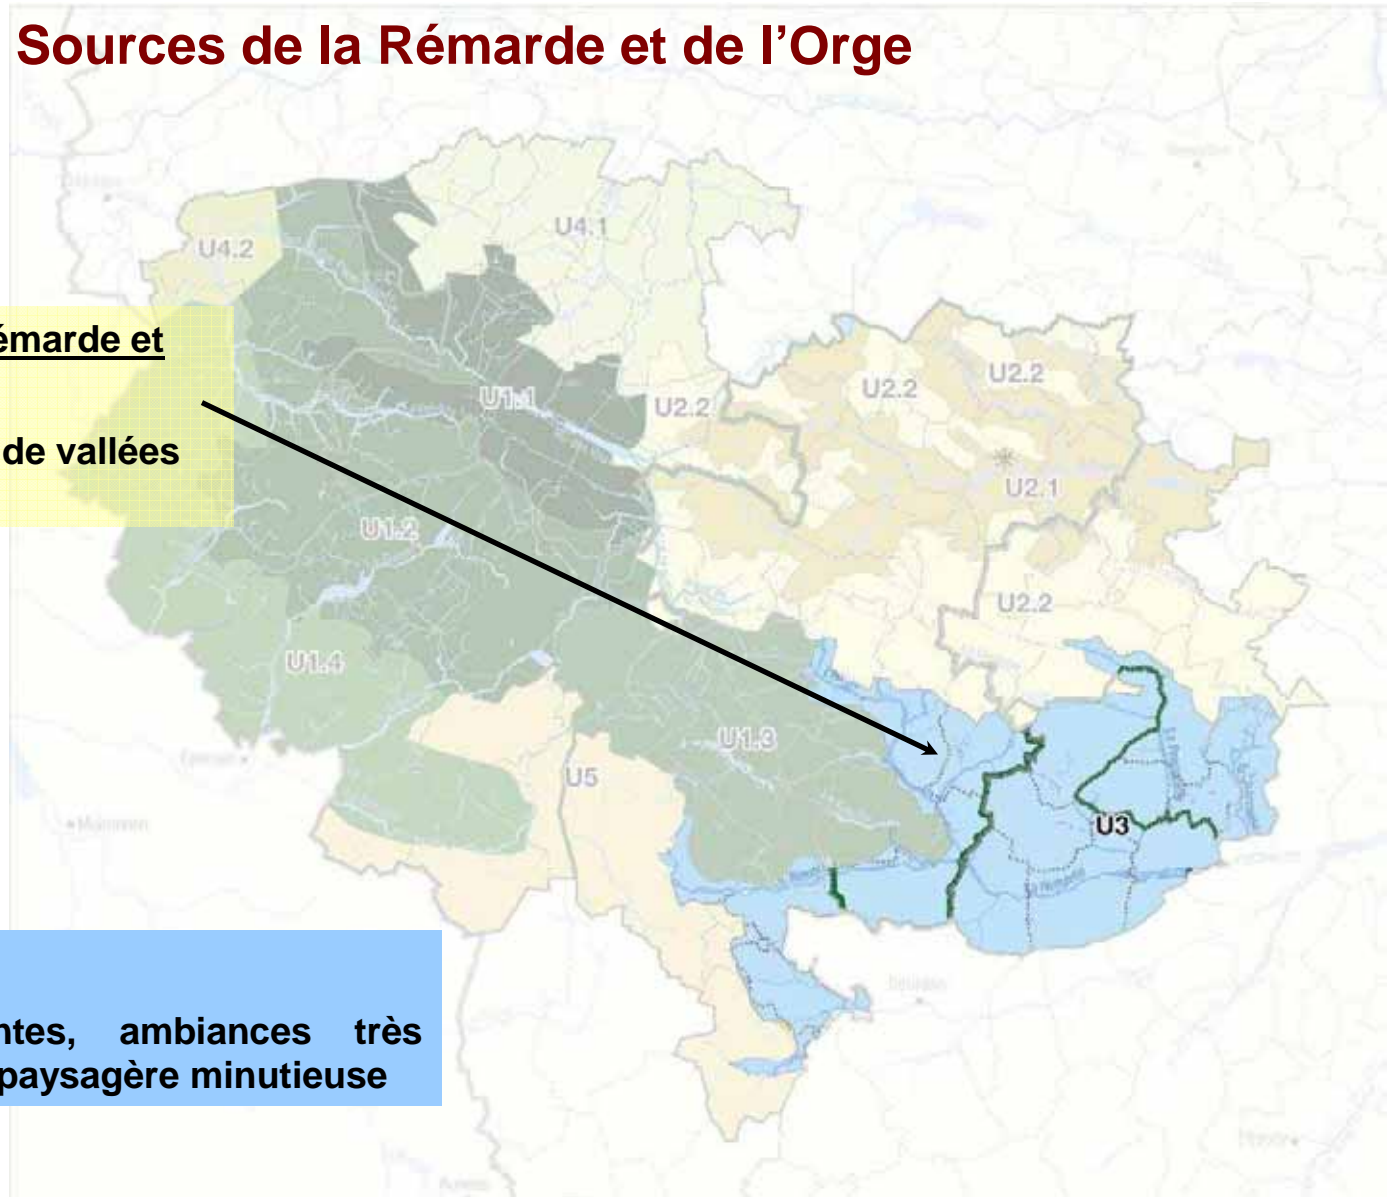 Sources de la Rémarde et de l’Orge
U4.1
U4.2
émarde et
U2.2
U2.2
U1.1
U2.2
de vallées
U2.1
U1.2
U2.2
U1.4
U1.3
U5
U3
ntes, ambiances très
paysagère minutieuse